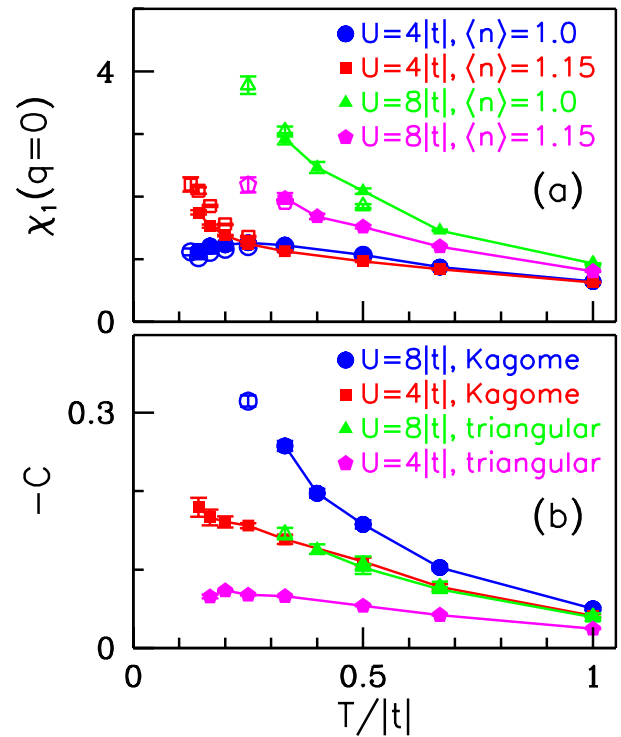 U=4|t|, ⟨n⟩=1.0
U=4|t|, ⟨n⟩=1.15
U=8|t|, ⟨n⟩=1.0
U=8|t|, ⟨n⟩=1.15
4
χ₁(q=0)
(a)
0
U=8|t|, Kagome
U=4|t|, Kagome
U=8|t|, triangular
U=4|t|, triangular
0.3
−C
(b)
0
0 0.5 1
T/|t|